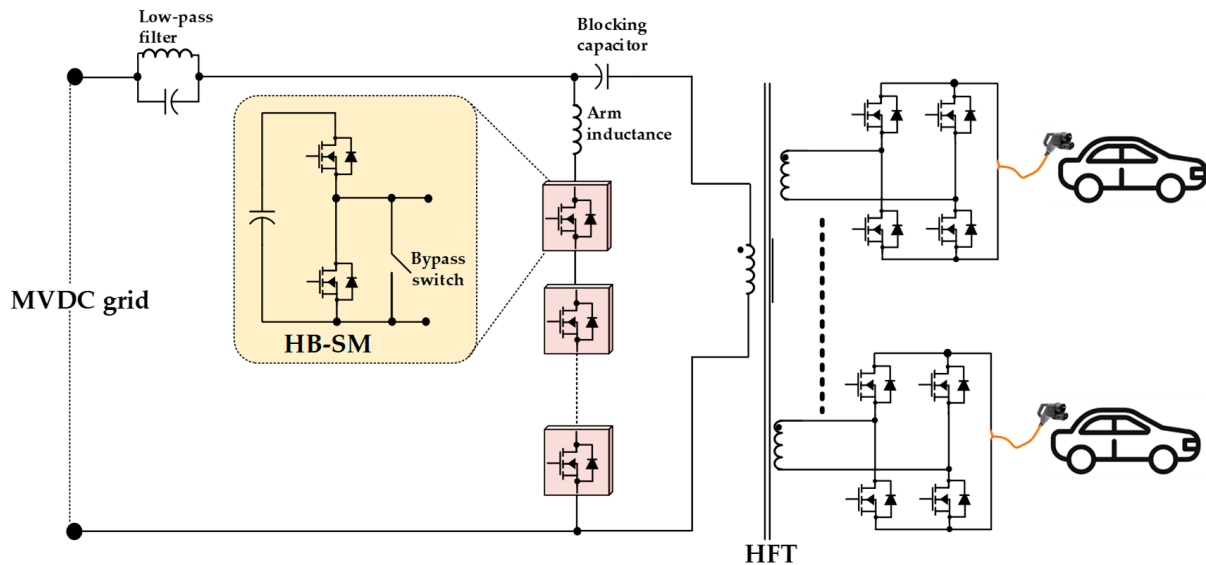 Low-pass
filter
Blocking
capacitor
Arm
inductance
Bypass
switch
MVDC grid
HB-SM
HFT